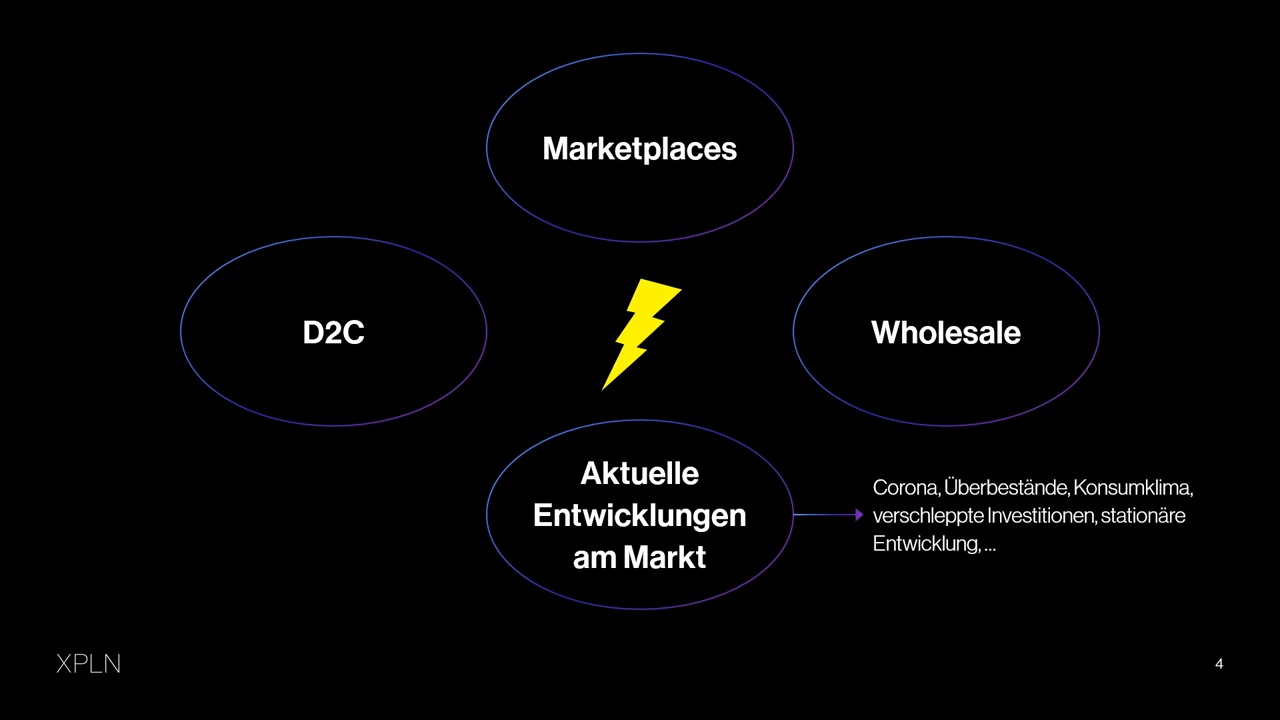 Marketplaces
D2C
Wholesale
Aktuelle
Entwicklungen
am Markt
Corona, Überbestände, Konsumklima,
verschleppte Investitionen, stationäre
Entwicklung, ...
XPLN
4